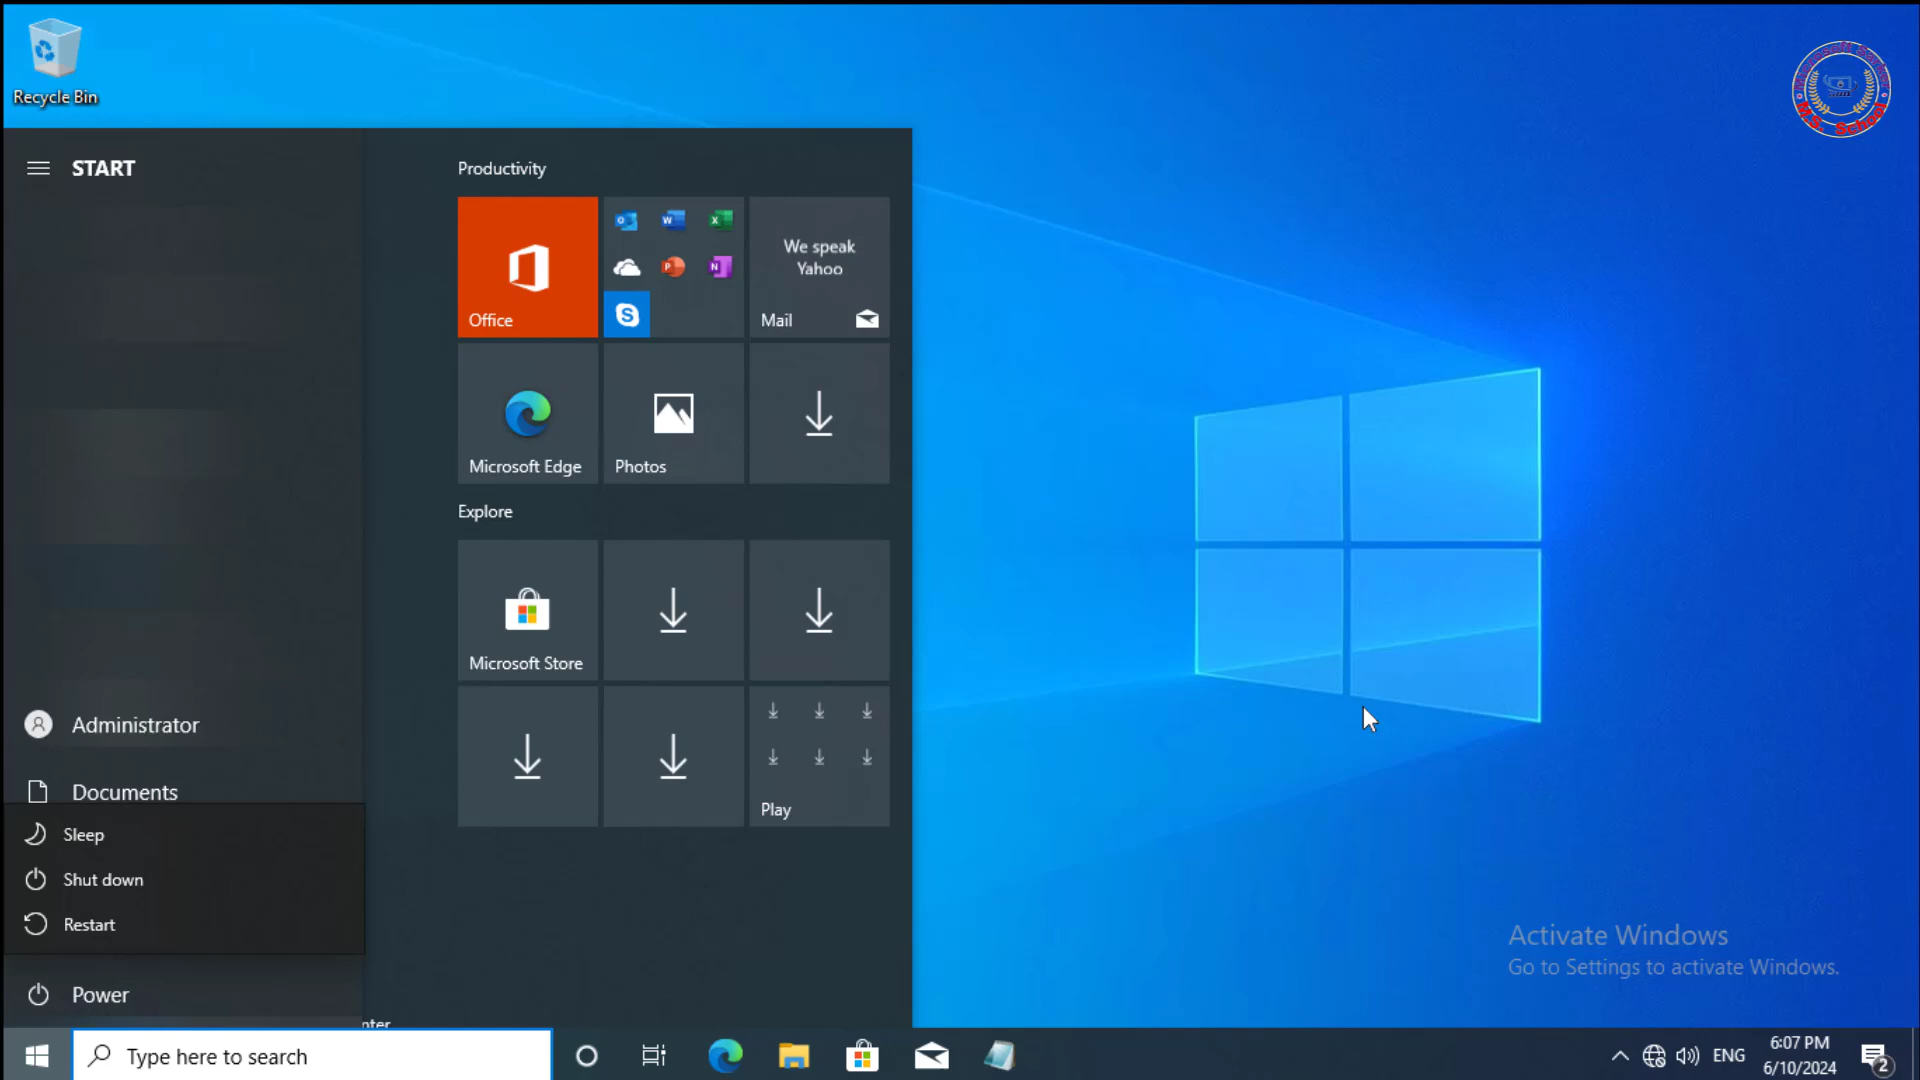 Recycle Bin
M.S. School
START
Productivity
Office
We speak
Yahoo
Mail
Microsoft Edge
Photos
Explore
Microsoft Store
Play
Administrator
Documents
Sleep
Shut down
Restart
Power
Activate Windows
Go to Settings to activate Windows.
Type here to search
ENG
6:07 PM
6/10/2024
2